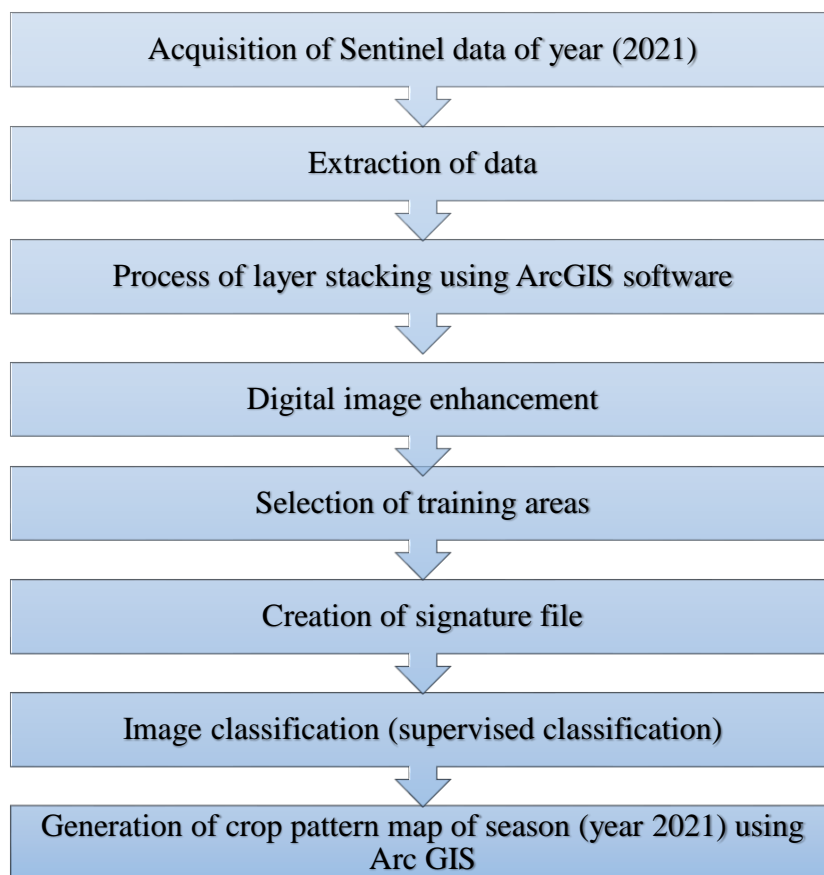 Acquisition of Sentinel data of year (2021)
Extraction of data
Process of layer stacking using ArcGIS software
Digital image enhancement
Selection of training areas
Creation of signature file
Image classification (supervised classification)
Generation of crop pattern map of season (year 2021) using
Arc GIS